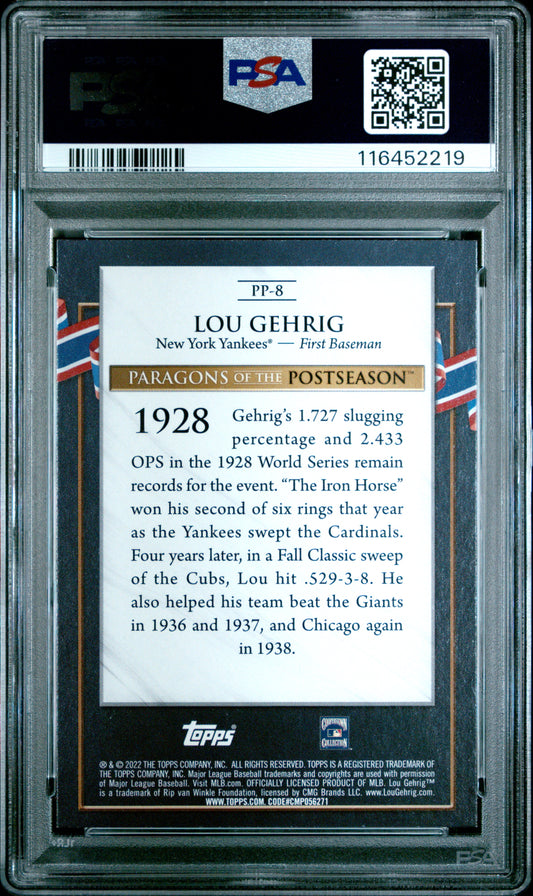 PSA
116452219
PP-8
LOU GEHRIG
New York Yankees® — First Baseman
PARAGONS OF THE POSTSEASON™
1928 Gehrig's 1.727 slugging
percentage and 2.433
OPS in the 1928 World Series remain
records for the event. “The Iron Horse”
won his second of six rings that year
as the Yankees swept the Cardinals.
Four years later, in a Fall Classic sweep
of the Cubs, Lou hit .529-3-8. He
also helped his team beat the Giants
in 1936 and 1937, and Chicago again
in 1938.
Topps®
COOPERSTOWN
COLLECTION
® & © 2022 THE TOPPS COMPANY, INC. ALL RIGHTS RESERVED. TOPPS IS A REGISTERED TRADEMARK OF
THE TOPPS COMPANY, INC. Major League Baseball trademarks and copyrights are used with permission
of Major League Baseball. Visit MLB.com. OFFICIALLY LICENSED PRODUCT OF MLB. Lou Gehrig™
is a trademark of Rip van Winkle Foundation, licensed by CMG Brands LLC. www.LouGehrig.com.
WWW.TOPPS.COM. CODE#CMP056271
PSA